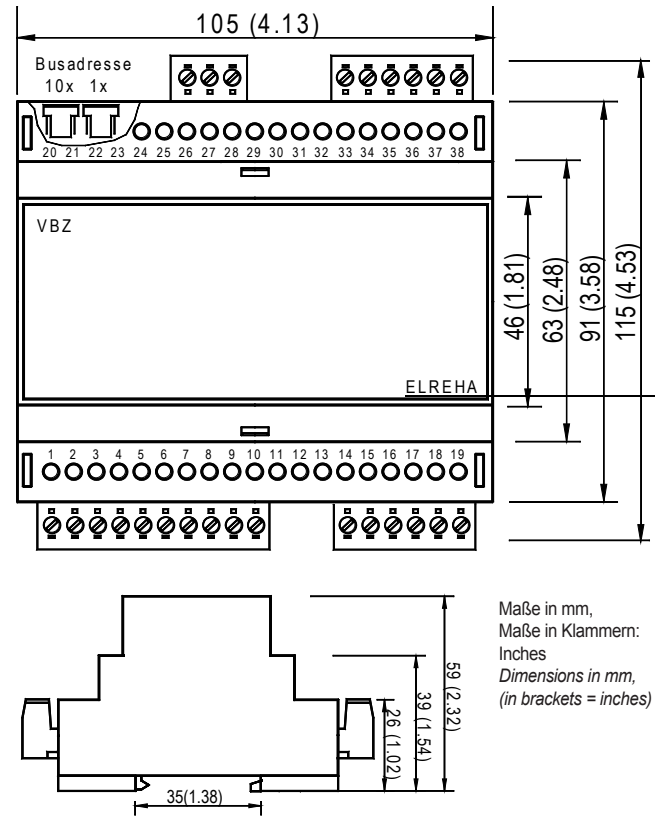 105 (4.13)
Busadresse
10x 1x
20 21 22 23 24 25 26 27 28 29 30 31 32 33 34 35 36 37 38
VBZ
46 (1.81)
63 (2.48)
91 (3.58)
115 (4.53)
ELREHA
1 2 3 4 5 6 7 8 9 10 11 12 13 14 15 16 17 18 19
Maße in mm,
Maße in Klammern:
Inches
Dimensions in mm,
(in brackets = inches)
59 (2.32)
39 (1.54)
26 (1.02)
35(1.38)